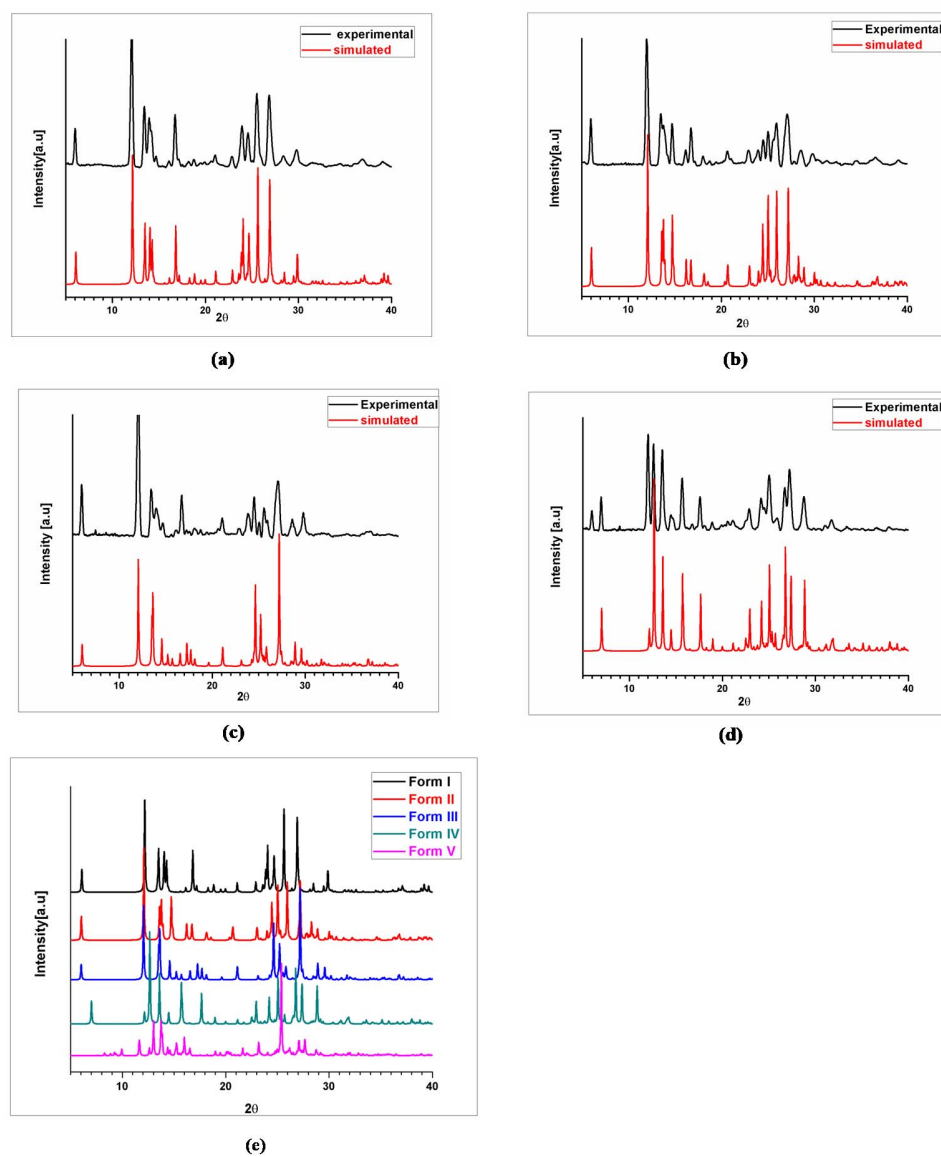 experimental
simulated
Intensity[a.u]
10 20 30 40
2θ
(a)
Experimental
simulated
Intensity[a.u]
10 20 30 40
2θ
(b)
Experimental
simulated
Intensity [a.u]
10 20 30 40
2θ
(c)
Experimental
simulated
Intensity [a.u]
10 20 30 40
2θ
(d)
Form I
Form II
Form III
Form IV
Form V
Intensity[a.u]
10 20 30 40
2θ
(e)